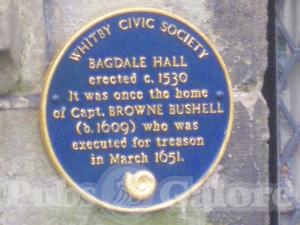 WHITBY CIVIC SOCIETY
BAGDALE HALL
erected c. 1530
It was once the home
of Capt. BROWNE BUSHELL
(b. 1609) who was
executed for treason
in March 1651.
Pubs Galore